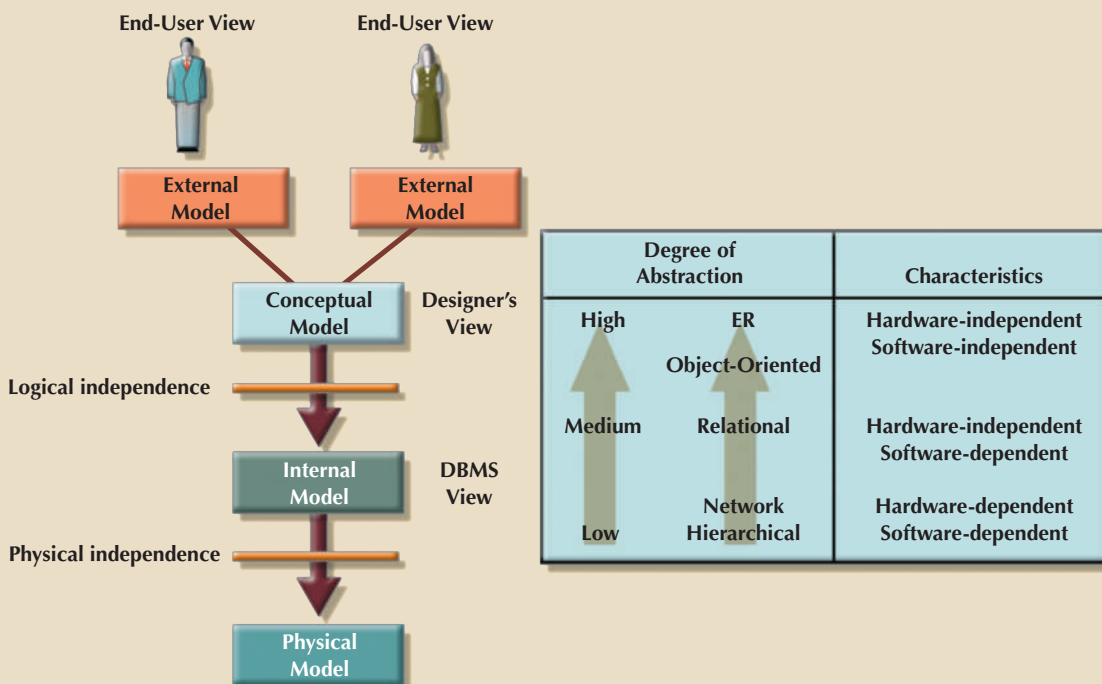 End-User View
End-User View
External
Model
External
Model
Conceptual
Model
Designer's
View
Logical independence
Internal
Model
DBMS
View
Physical independence
Physical
Model
Degree of
Abstraction
Characteristics
High
ER
Hardware-independent
Software-independent
Object-Oriented
Medium
Relational
Hardware-independent
Software-dependent
Low
Network
Hierarchical
Hardware-dependent
Software-dependent